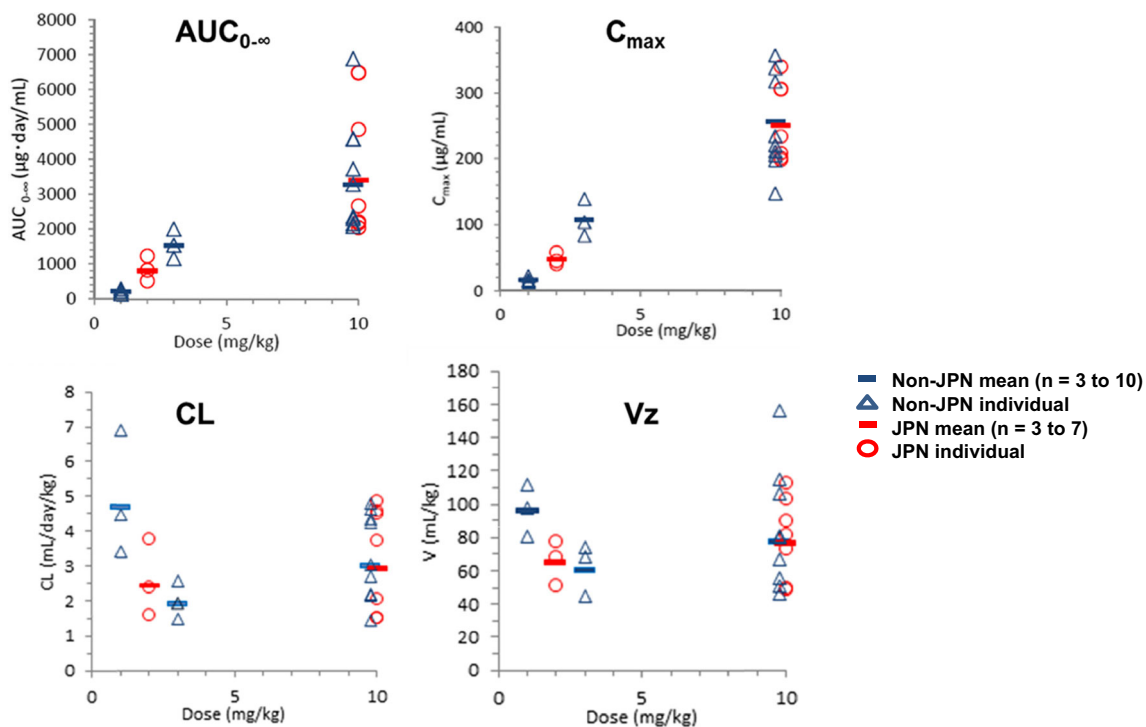 AUC0-∞
AUC 0-∞ (µg·day/mL)
8000
7000
6000
5000
4000
3000
2000
1000
0
0
5
10
Dose (mg/kg)
Cmax
Cmax (µg/mL)
400
300
200
100
0
0
5
10
Dose (mg/kg)
CL
CL (mL/day/kg)
8
7
6
5
4
3
2
1
0
0
5
10
Dose (mg/kg)
Vz
V (mL/kg)
180
160
140
120
100
80
60
40
20
0
0
5
10
Dose (mg/kg)
Non-JPN mean (n = 3 to 10)
Non-JPN individual
JPN mean (n = 3 to 7)
JPN individual